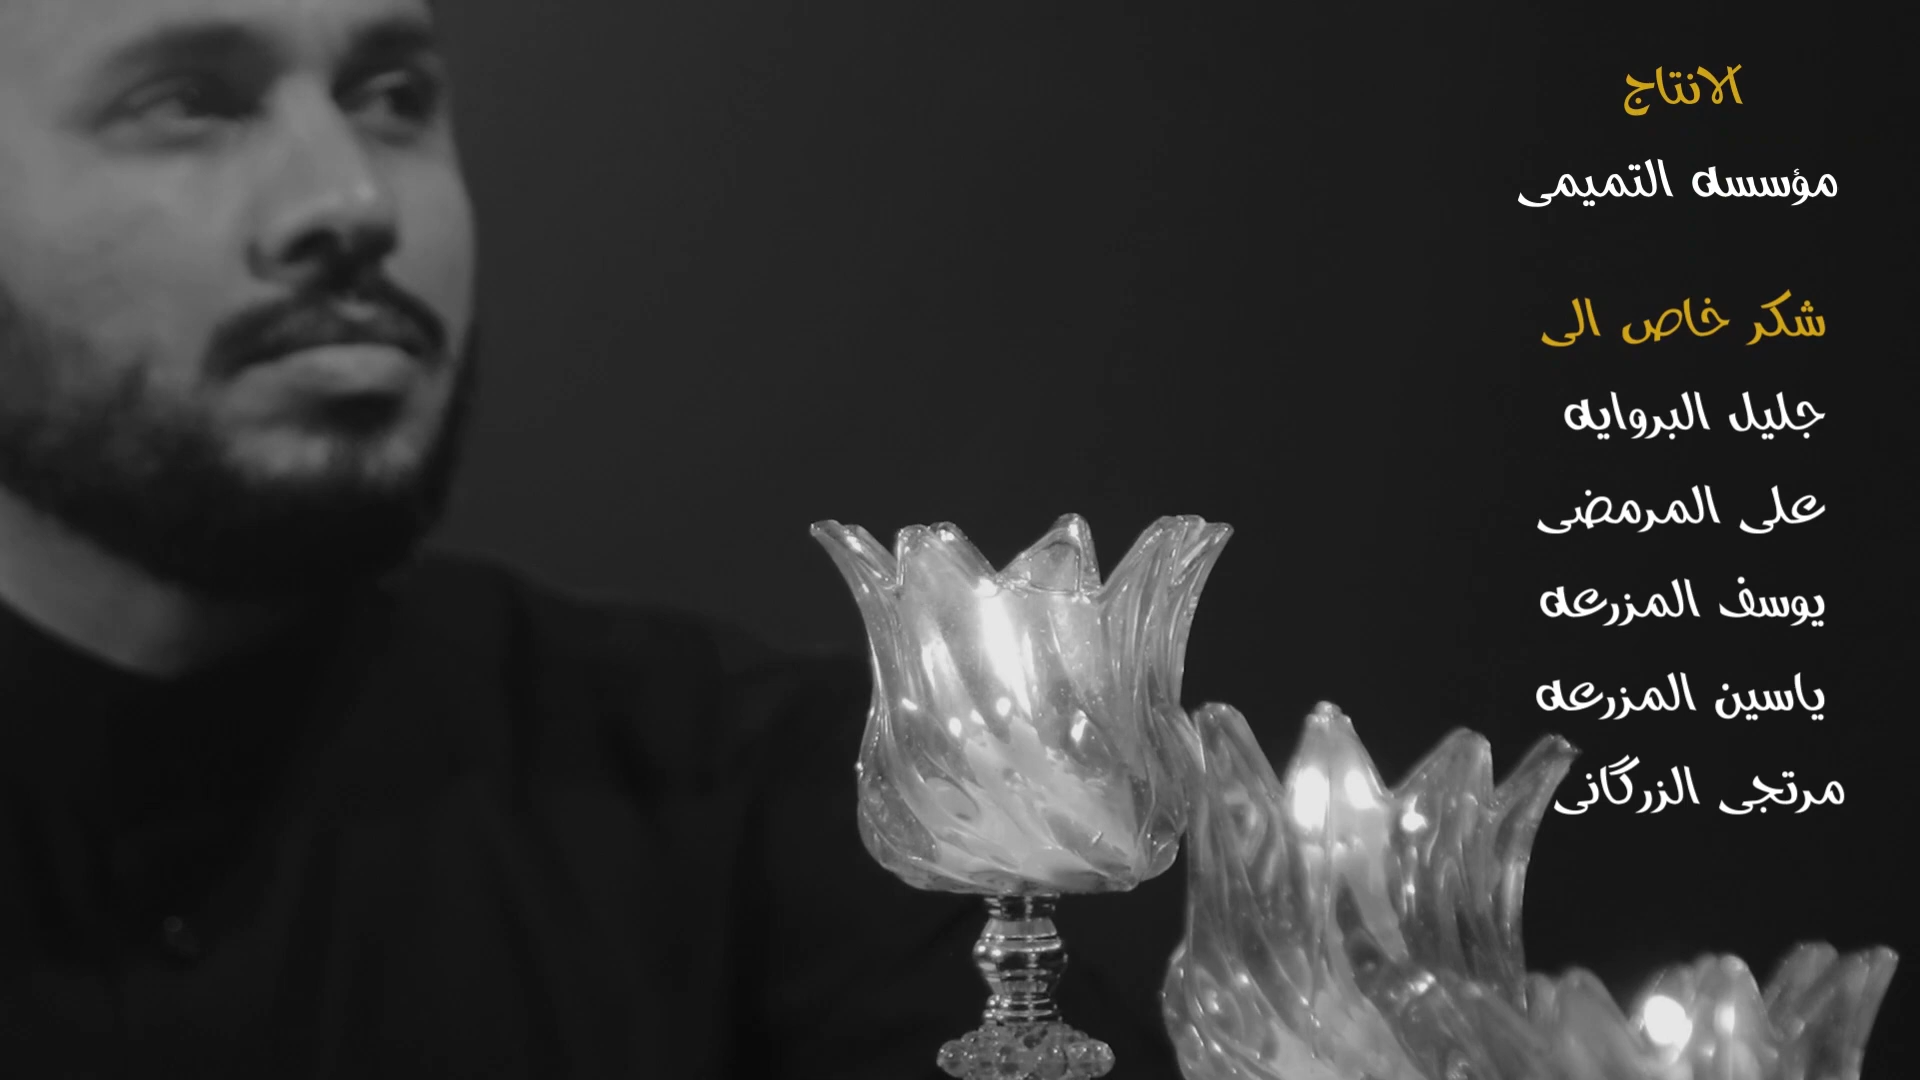 الانتاج
مؤسسه التميمى
شكر خاص الى
جليل البروايه
على المرمضى
يوسف المزرعه
ياسين المزرعه
مرتجى الزرگانى